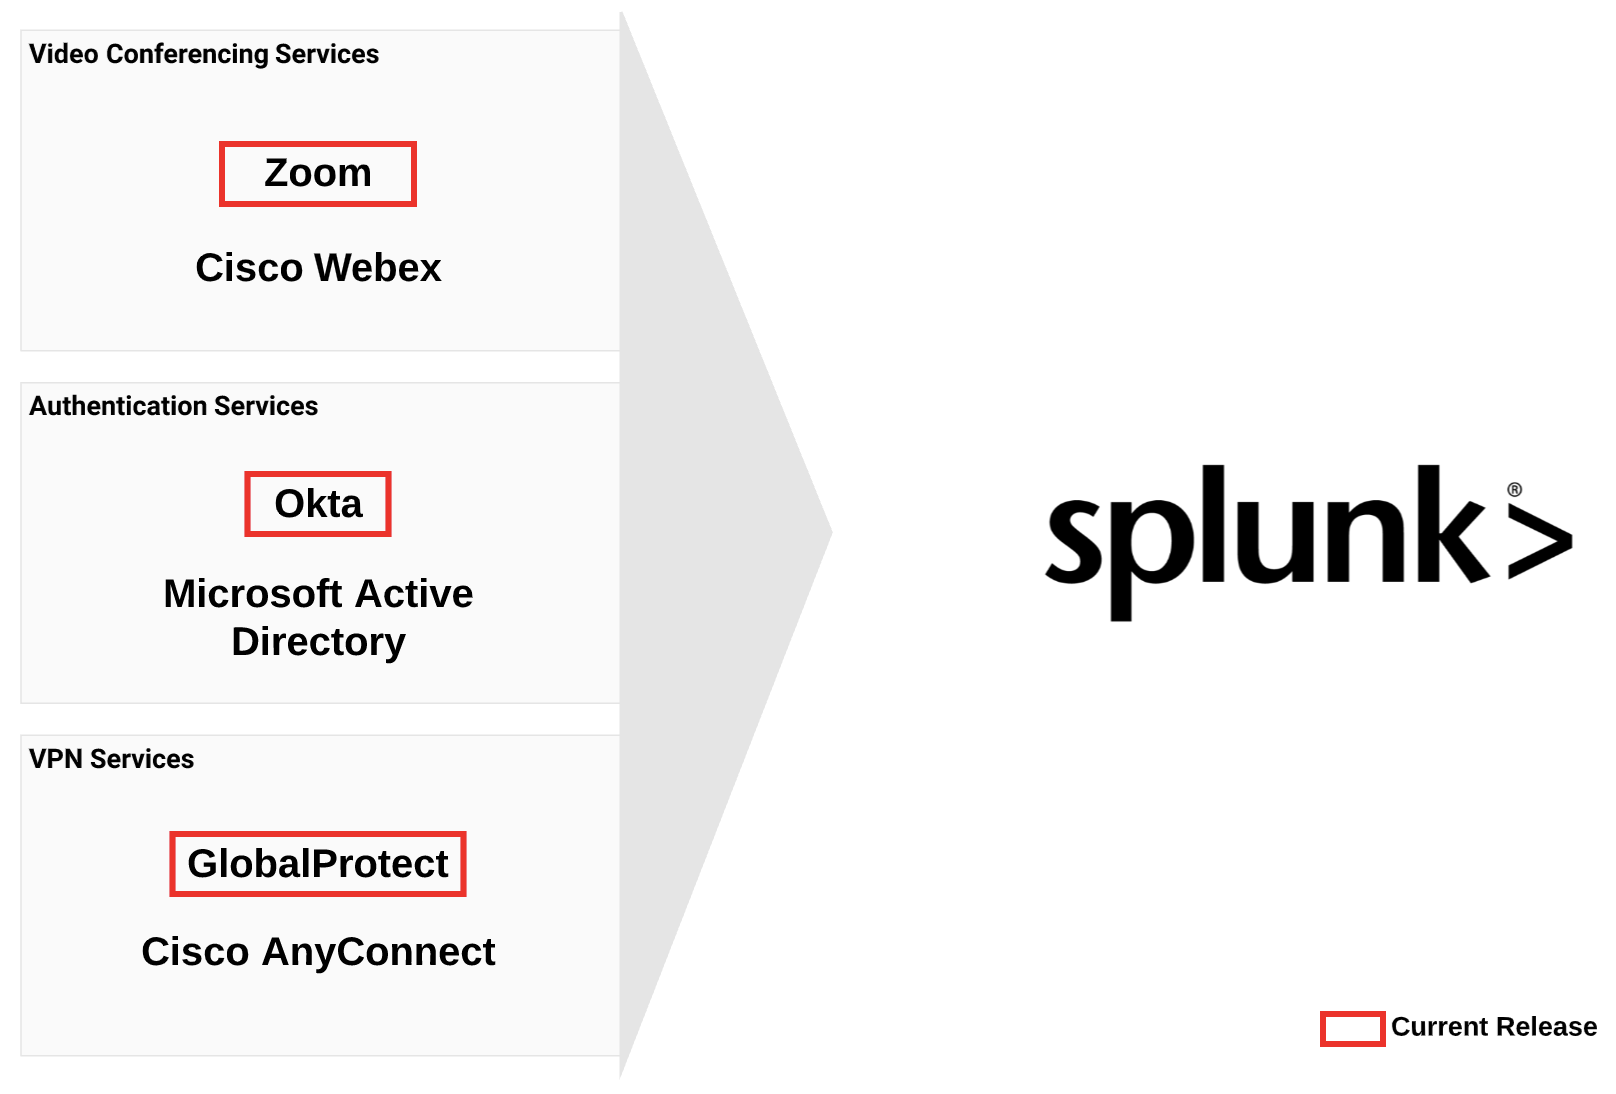 Video Conferencing Services
Zoom
Cisco Webex
Authentication Services
Okta
Microsoft Active
Directory
VPN Services
GlobalProtect
Cisco AnyConnect
splunk>®
Current Release